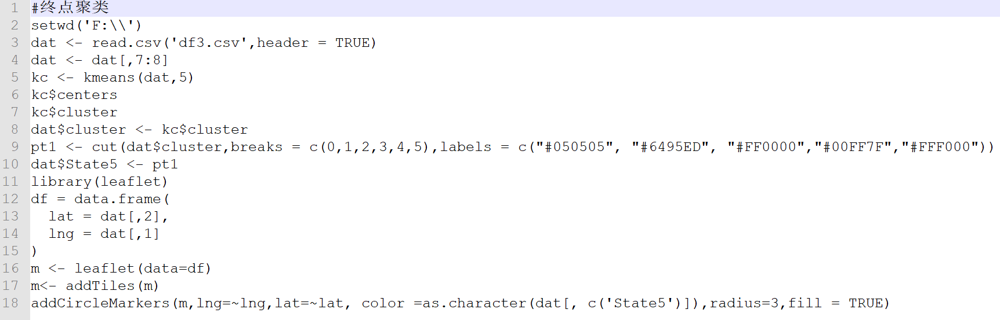 1 #终点聚类
2 setwd('F:\\')
3 dat <- read.csv('df3.csv',header = TRUE)
4 dat <- dat[,7:8]
5 kc <- kmeans(dat,5)
6 kc$centers
7 kc$cluster
8 dat$cluster <- kc$cluster
9 pt1 <- cut(dat$cluster,breaks = c(0,1,2,3,4,5),labels = c("#050505", "#6495ED", "#FF0000","#00FF7F","#FFF000"))
10 dat$State5 <- pt1
11 library(leaflet)
12 df = data.frame(
13   lat = dat[,2],
14   lng = dat[,1]
15 )
16 m <- leaflet(data=df)
17 m<- addTiles(m)
18 addCircleMarkers(m,lng=~lng,lat=~lat, color =as.character(dat[, c('State5')]),radius=3,fill = TRUE)